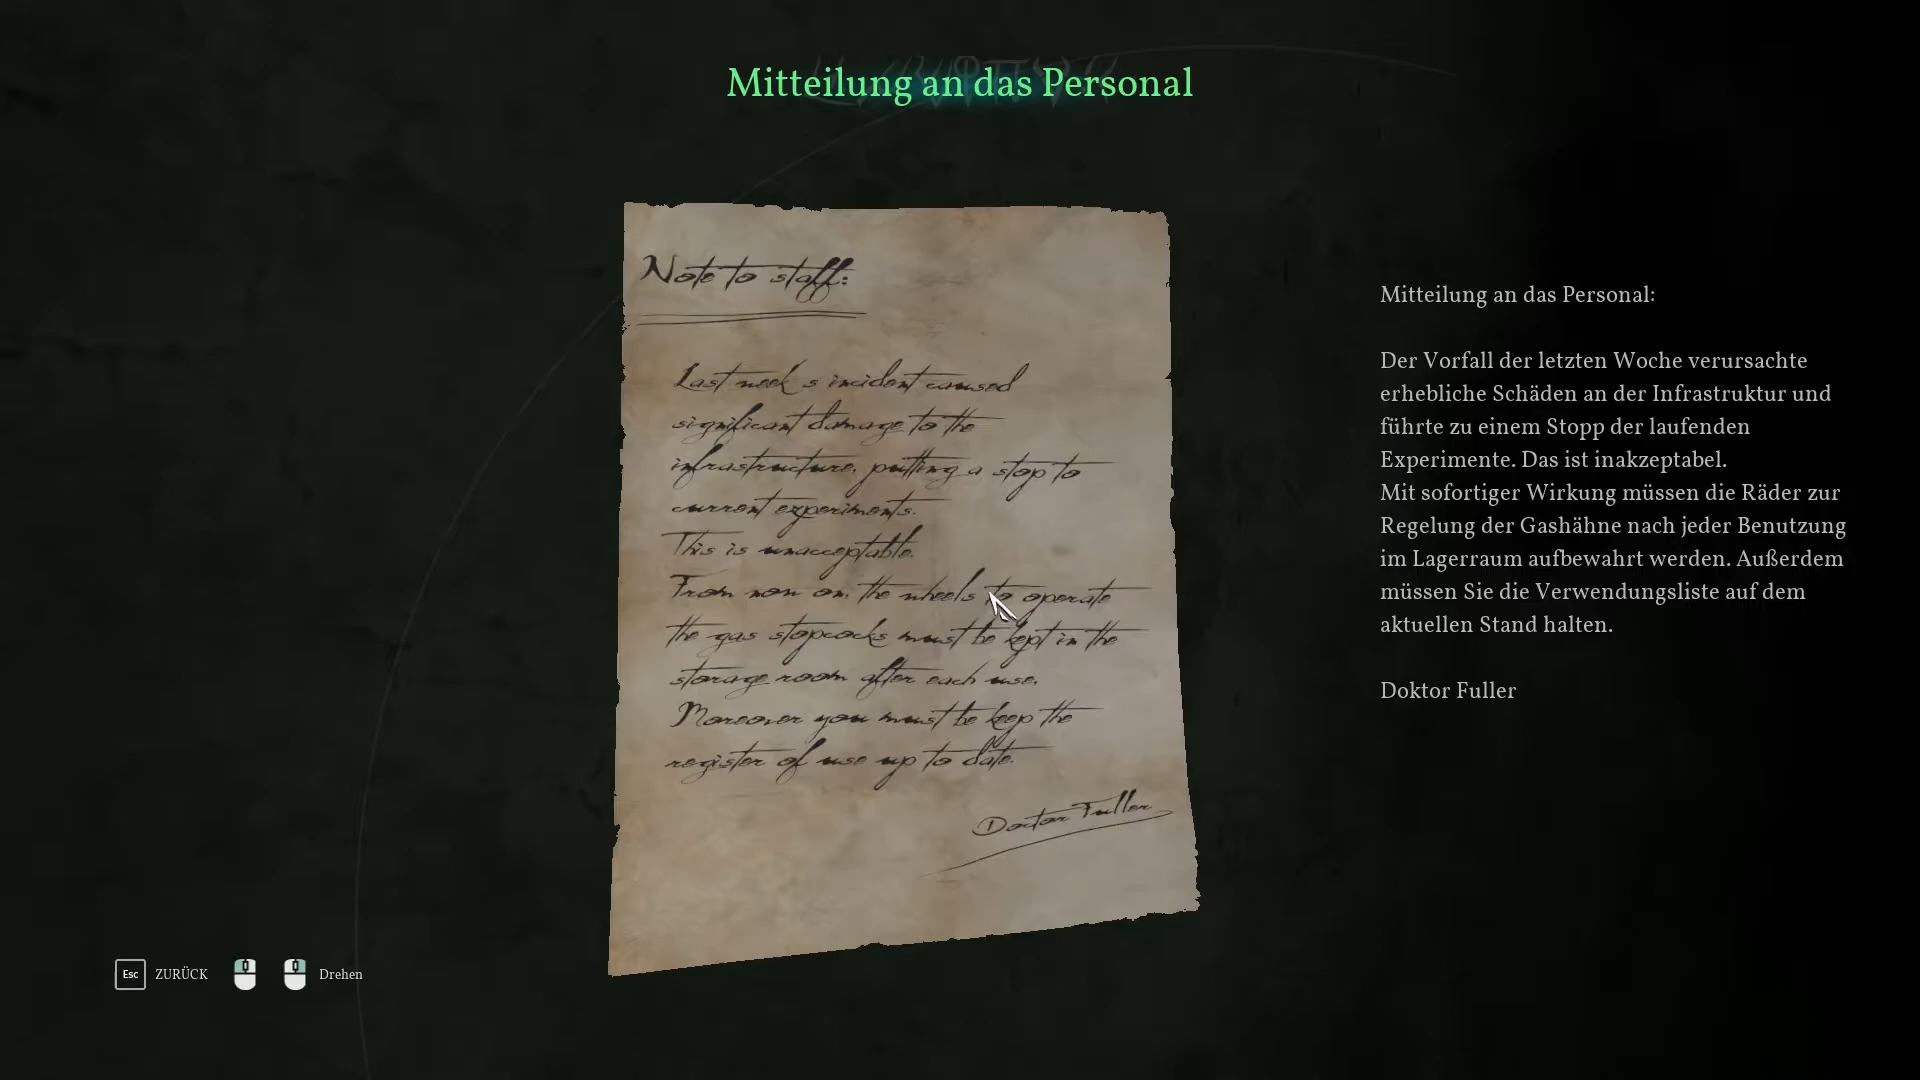 Mitteilung an das Personal
Note to staff:
Last week s incident caused
significant damage to the
infrastructure, putting a stop to
current experiments.
This is unacceptable.
From now on, the wheels to operate
the gas stopcocks must be kept in the
storage room after each use.
Moreover you must be keep the
register of use up to date.
Doctor Fuller
Mitteilung an das Personal:
Der Vorfall der letzten Woche verursachte
erhebliche Schäden an der Infrastruktur und
führte zu einem Stopp der laufenden
Experimente. Das ist inakzeptabel.
Mit sofortiger Wirkung müssen die Räder zur
Regelung der Gashähne nach jeder Benutzung
im Lagerraum aufbewahrt werden. Außerdem
müssen Sie die Verwendungsliste auf dem
aktuellen Stand halten.
Doktor Fuller
Esc ZURÜCK Drehen